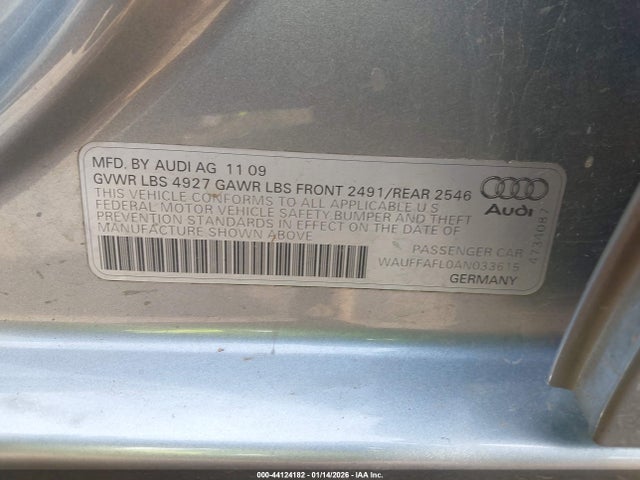 MFD. BY AUDI AG 11 09
GVWR LBS 4927 GAWR LBS FRONT 2491/REAR 2546
THIS VEHICLE CONFORMS TO ALL APPLICABLE U S
FEDERAL MOTOR VEHICLE SAFETY,BUMPER AND THEFT
PREVENTION STANDARDS IN EFFECT ON THE DATE OF
MANUFACTURE SHOWN ABOVE
PASSENGER CAR
WAUFFAFL0AN033615
GERMANY
Audi
4734087
000-44124182 - 01/14/2026 - IAA Inc.